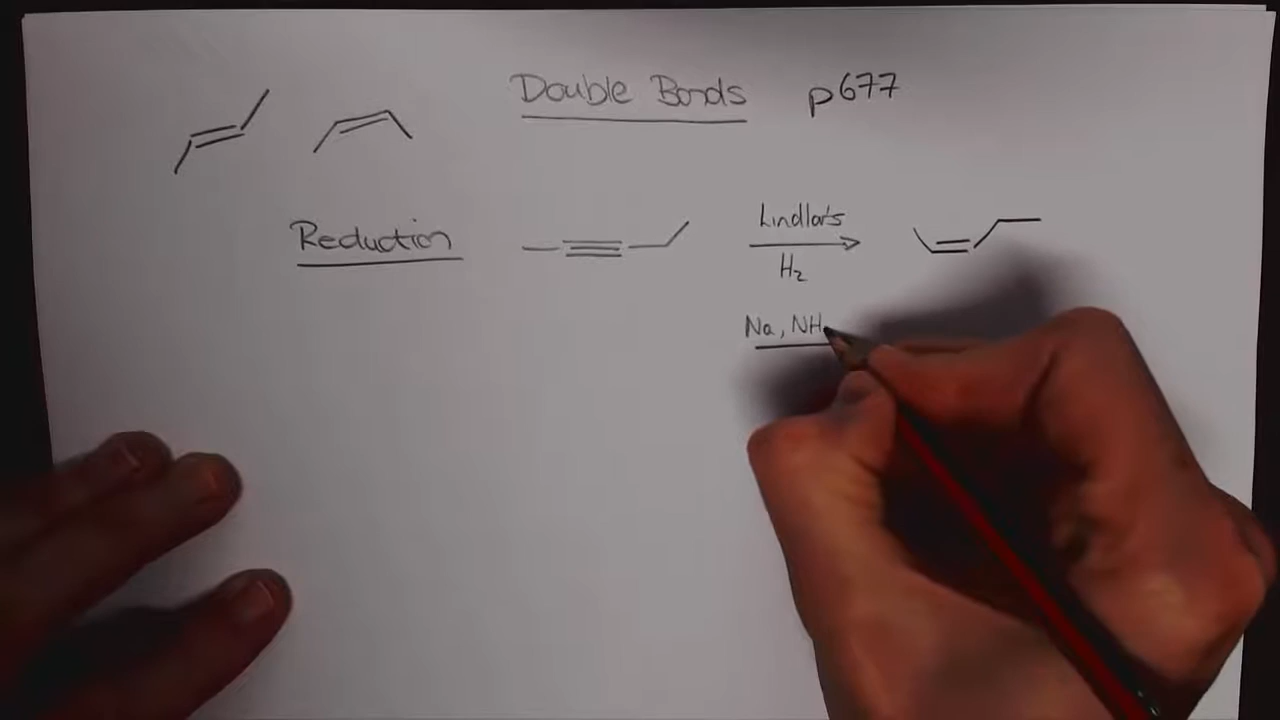 Double Bonds p677
Reduction
Lindlar's
H₂
Na, NH